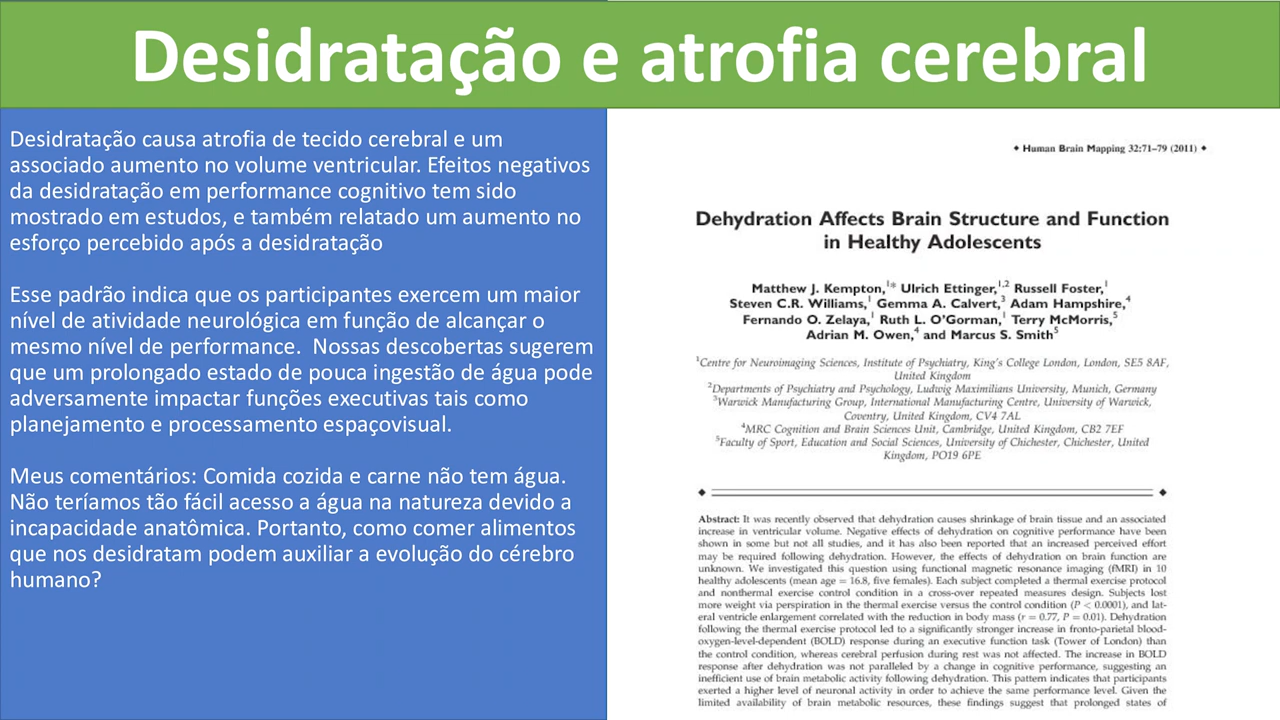 Desidratação e atrofia cerebral
Desidratação causa atrofia de tecido cerebral e um
associado aumento no volume ventricular. Efeitos negativos
da desidratação em performance cognitivo tem sido
mostrado em estudos, e também relatado um aumento no
esforço percebido após a desidratação
Esse padrão indica que os participantes exercem um maior
nível de atividade neurológica em função de alcançar o
mesmo nível de performance.  Nossas descobertas sugerem
que um prolongado estado de pouca ingestão de água pode
adversamente impactar funções executivas tais como
planejamento e processamento espaçovisual.
Meus comentários: Comida cozida e carne não tem água.
Não teríamos tão fácil acesso a água na natureza devido a
incapacidade anatômica. Portanto, como comer alimentos
que nos desidratam podem auxiliar a evolução do cérebro
humano?
◆ Human Brain Mapping 32:71–79 (2011) ◆
Dehydration Affects Brain Structure and Function
in Healthy Adolescents
Matthew J. Kempton,1* Ulrich Ettinger,1,2 Russell Foster,1
Steven C.R. Williams,1 Gemma A. Calvert,3 Adam Hampshire,4
Fernando O. Zelaya,1 Ruth L. O'Gorman,1 Terry McMorris,5
Adrian M. Owen,4 and Marcus S. Smith5
1Centre for Neuroimaging Sciences, Institute of Psychiatry, King's College London, London, SE5 8AF,
United Kingdom
2Departments of Psychiatry and Psychology, Ludwig Maximilians University, Munich, Germany
3Warwick Manufacturing Group, International Manufacturing Centre, University of Warwick,
Coventry, United Kingdom, CV4 7AL
4MRC Cognition and Brain Sciences Unit, Cambridge, United Kingdom, CB2 7EF
5Faculty of Sport, Education and Social Sciences, University of Chichester, Chichester, United
Kingdom, PO19 6PE
Abstract: It was recently observed that dehydration causes shrinkage of brain tissue and an associated
increase in ventricular volume. Negative effects of dehydration on cognitive performance have been
shown in some but not all studies, and it has also been reported that an increased perceived effort
may be required following dehydration. However, the effects of dehydration on brain function are
unknown. We investigated this question using functional magnetic resonance imaging (fMRI) in 10
healthy adolescents (mean age = 16.8, five females). Each subject completed a thermal exercise protocol
and nonthermal exercise control condition in a cross-over repeated measures design. Subjects lost
more weight via perspiration in the thermal exercise versus the control condition (P < 0.0001), and lat-
eral ventricle enlargement correlated with the reduction in body mass (r = 0.77, P = 0.01). Dehydration
following the thermal exercise protocol led to a significantly stronger increase in fronto-parietal blood-
oxygen-level-dependent (BOLD) response during an executive function task (Tower of London) than
the control condition, whereas cerebral perfusion during rest was not affected. The increase in BOLD
response after dehydration was not paralleled by a change in cognitive performance, suggesting an
inefficient use of brain metabolic activity following dehydration. This pattern indicates that participants
exerted a higher level of neuronal activity in order to achieve the same performance level. Given the
limited availability of brain metabolic resources, these findings suggest that prolonged states of